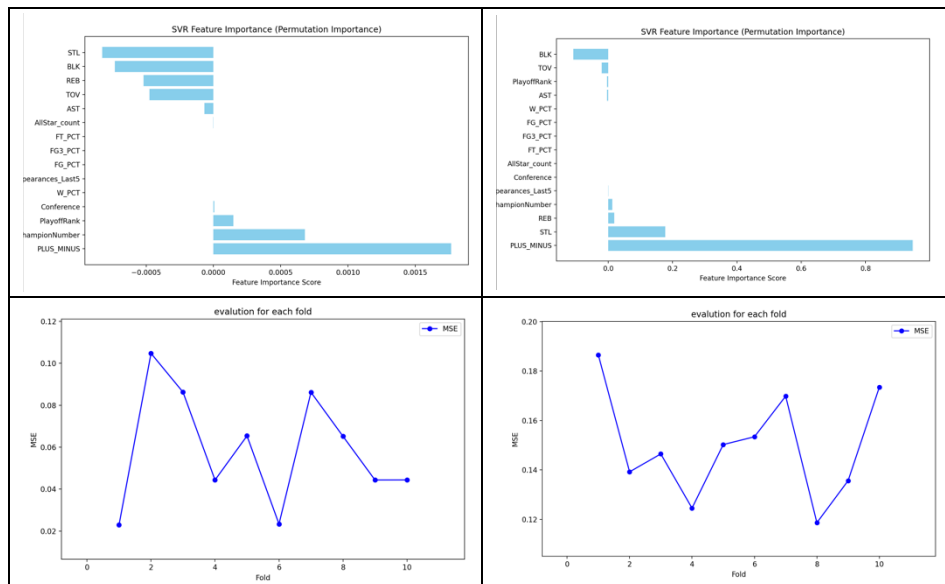 SVR Feature Importance (Permutation Importance)
STL
BLK
REB
TOV
AST
AllStar_count
FT_PCT
FG3_PCT
FG_PCT
pearances_Last5
W_PCT
Conference
PlayoffRank
hampionNumber
PLUS_MINUS
−0.0005 0.0000 0.0005 0.0010 0.0015
Feature Importance Score
SVR Feature Importance (Permutation Importance)
BLK
TOV
PlayoffRank
AST
W_PCT
FG_PCT
FG3_PCT
FT_PCT
AllStar_count
Conference
pearances_Last5
hampionNumber
REB
STL
PLUS_MINUS
0.0 0.2 0.4 0.6 0.8
Feature Importance Score
evalution for each fold
MSE
0.12
0.10
0.08
0.06
0.04
0.02
MSE
0 2 4 6 8 10
Fold
evalution for each fold
MSE
0.20
0.18
0.16
0.14
0.12
MSE
0 2 4 6 8 10
Fold